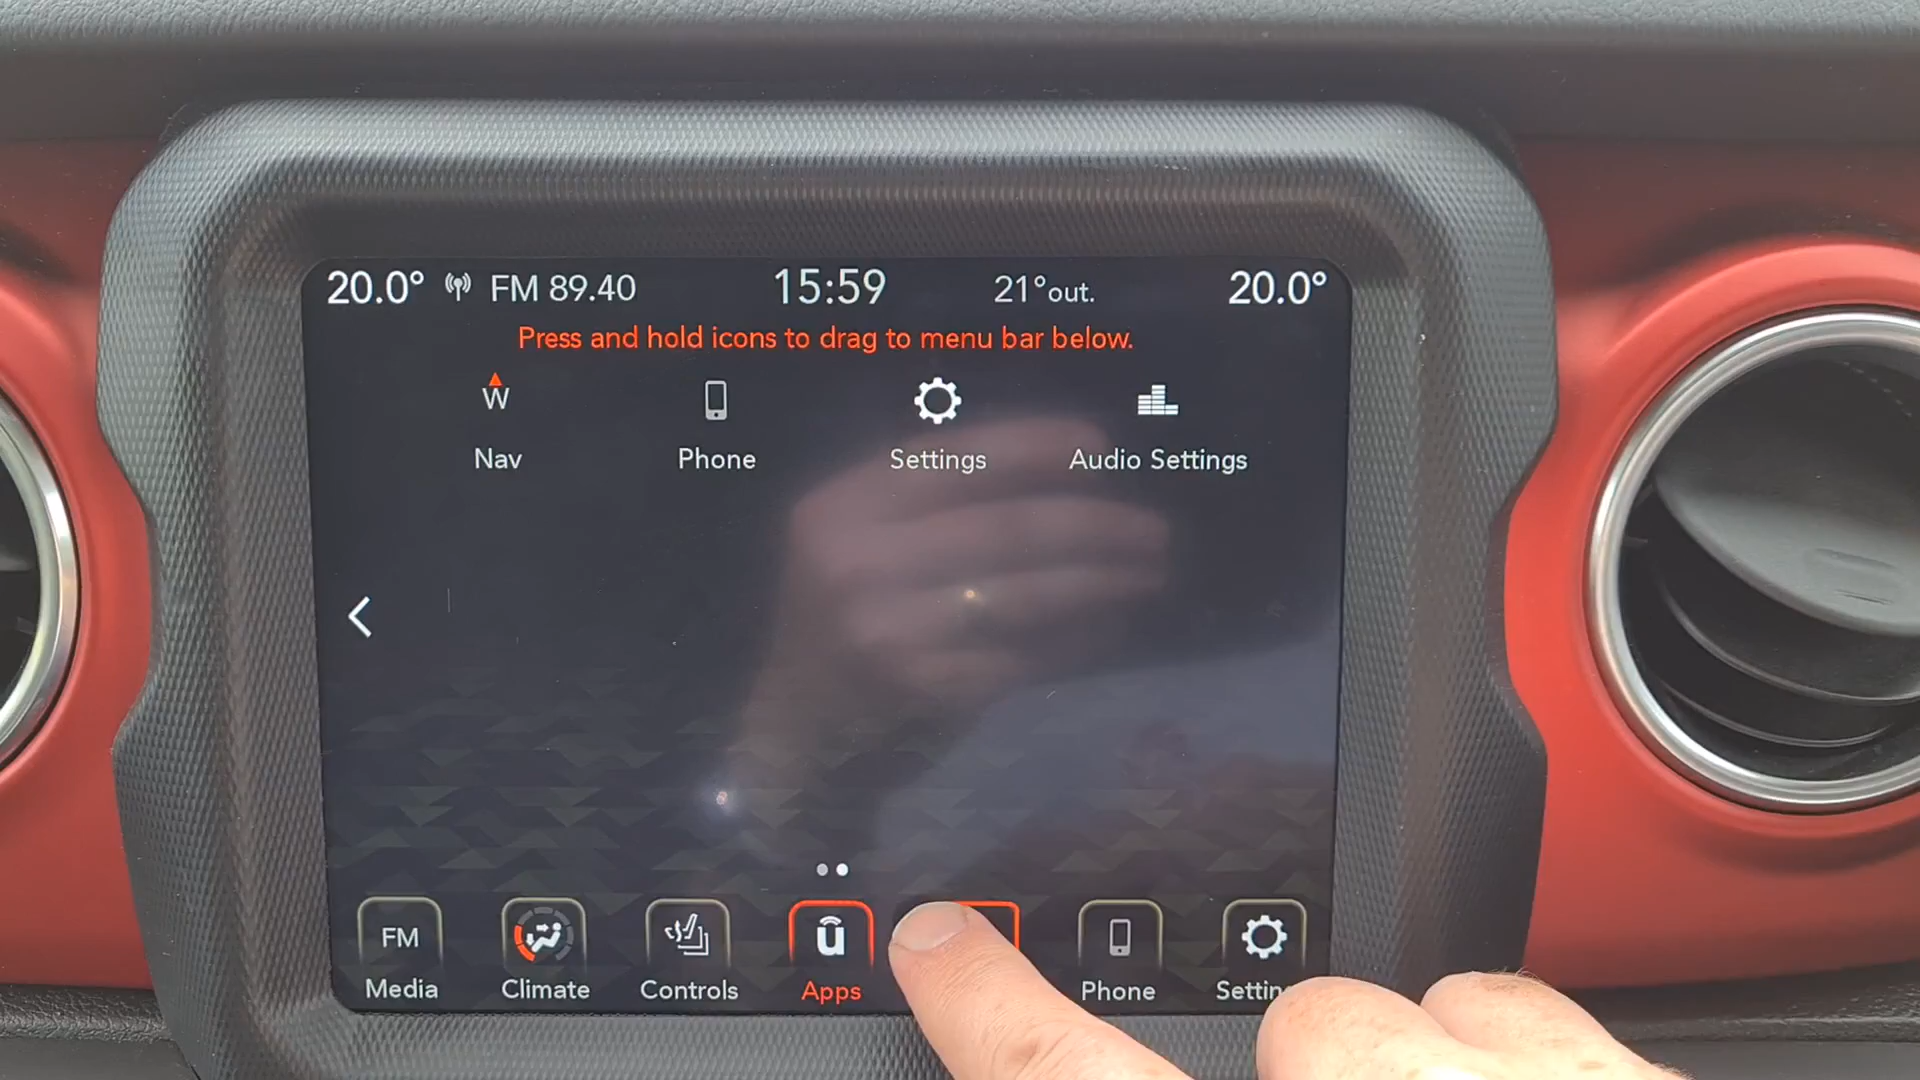 20.0° FM 89.40 15:59 21°out. 20.0°
Press and hold icons to drag to menu bar below.
W
Nav Phone Settings Audio Settings
FM u
Media Climate Controls Apps Phone Settin